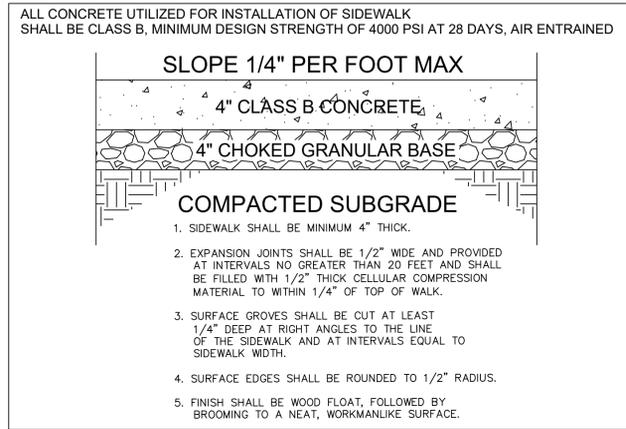 ALL CONCRETE UTILIZED FOR INSTALLATION OF SIDEWALK
SHALL BE CLASS B, MINIMUM DESIGN STRENGTH OF 4000 PSI AT 28 DAYS, AIR ENTRAINED
SLOPE 1/4" PER FOOT MAX
4" CLASS B CONCRETE
4" CHOKED GRANULAR BASE
COMPACTED SUBGRADE
1. SIDEWALK SHALL BE MINIMUM 4" THICK.
2. EXPANSION JOINTS SHALL BE 1/2" WIDE AND PROVIDED
AT INTERVALS NO GREATER THAN 20 FEET AND SHALL
BE FILLED WITH 1/2" THICK CELLULAR COMPRESSION
MATERIAL TO WITHIN 1/4" OF TOP OF WALK.
3. SURFACE GROVES SHALL BE CUT AT LEAST
1/4" DEEP AT RIGHT ANGLES TO THE LINE
OF THE SIDEWALK AND AT INTERVALS EQUAL TO
SIDEWALK WIDTH.
4. SURFACE EDGES SHALL BE ROUNDED TO 1/2" RADIUS.
5. FINISH SHALL BE WOOD FLOAT, FOLLOWED BY
BROOMING TO A NEAT, WORKMANLIKE SURFACE.